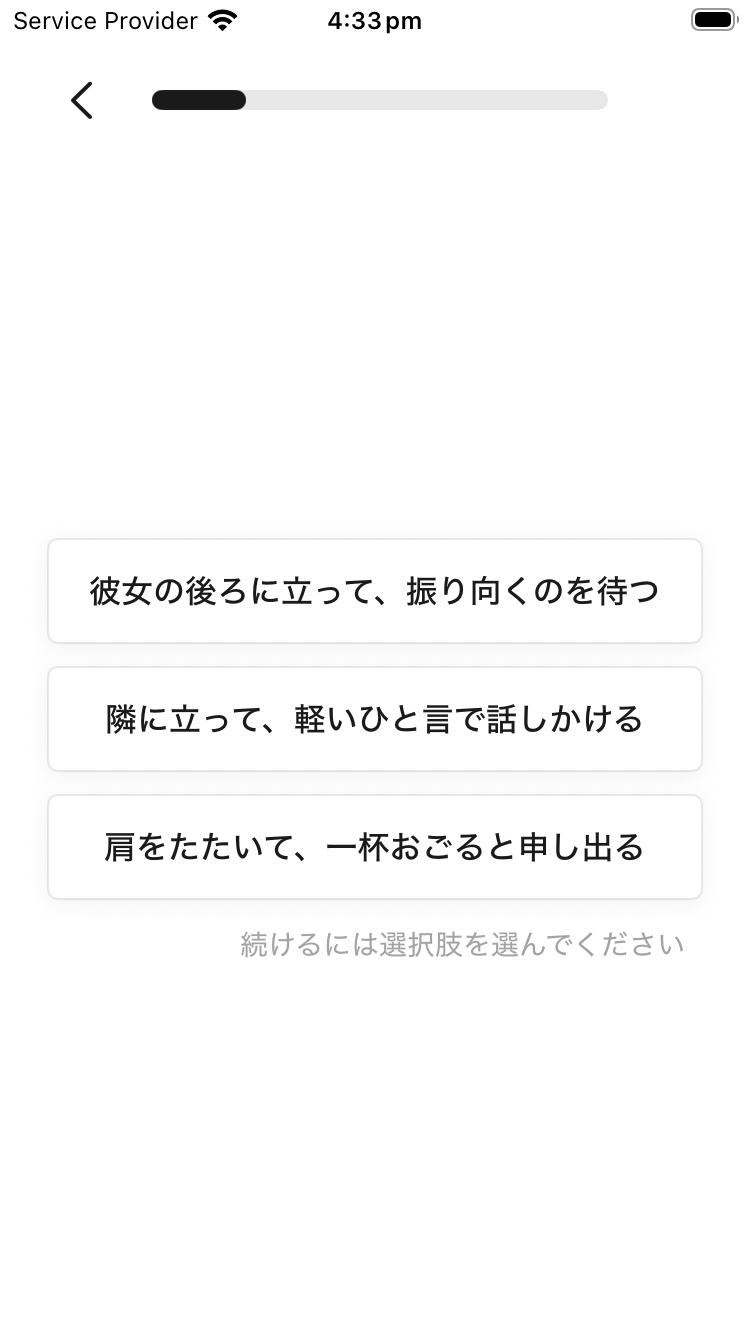 Service Provider 4:33 pm
彼女の後ろに立って、振り向くのを待つ
隣に立って、軽いひと言で話しかける
肩をたたいて、一杯おごると申し出る
続けるには選択肢を選んでください